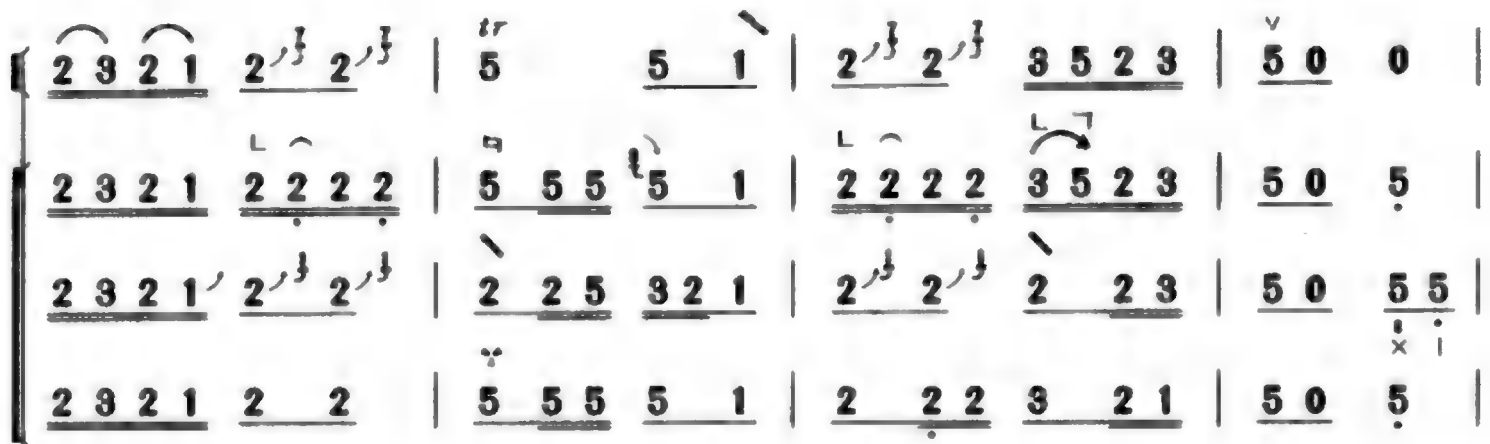 2 3 2 1 2 2 | tr 5 5 1 | 2 2 3 5 2 3 | 5 0 0 |
2 3 2 1 2 2 2 2 | 5 5 5 5 1 | 2 2 2 2 3 5 2 3 | 5 0 5 |
2 3 2 1 2 2 | 2 2 5 3 2 1 | 2 2 2 2 3 | 5 0 5 5 |
2 3 2 1 2 2 | 5 5 5 5 1 | 2 2 2 3 2 1 | 5 0 5 |